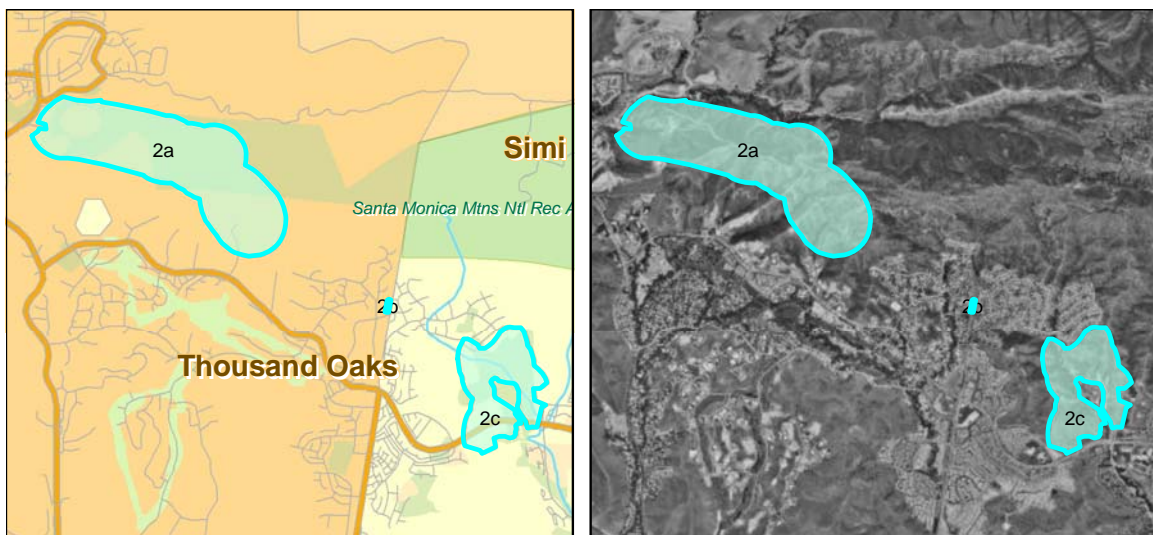 2a
Simi
Santa Monica Mtns Ntl Rec A
2b
Thousand Oaks
2c
2a
2b
2c